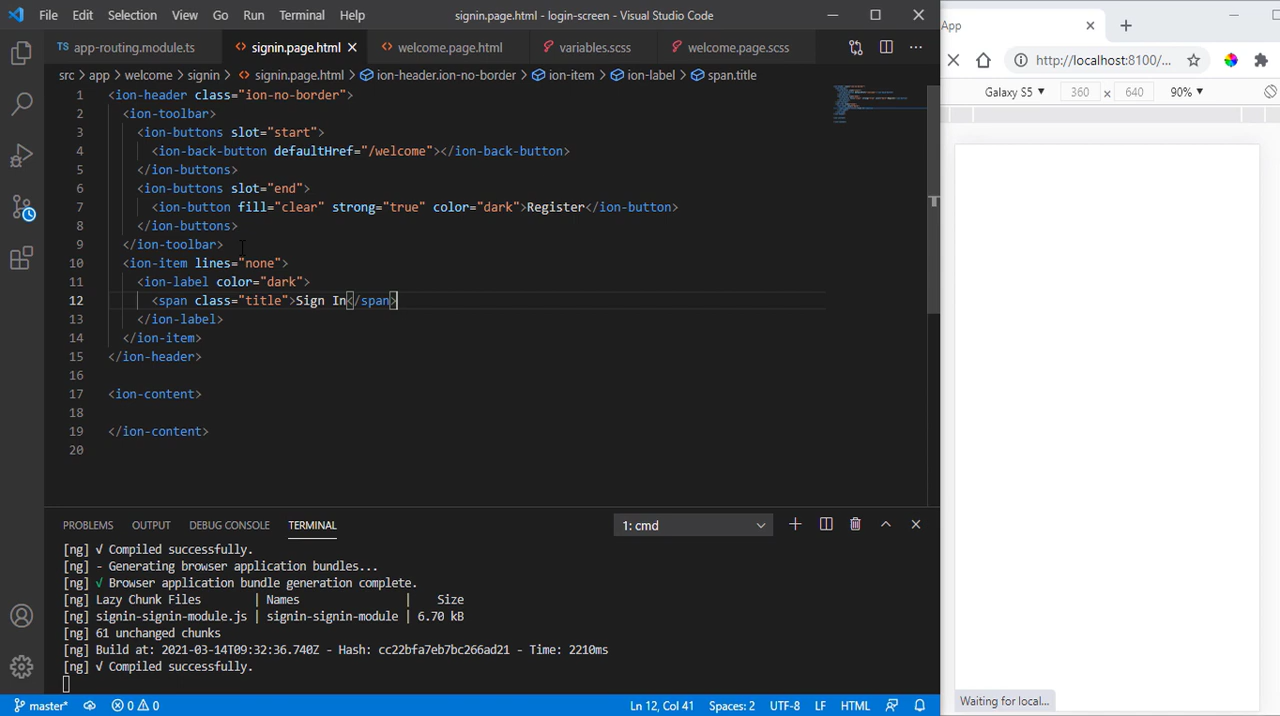 File Edit Selection View Go Run Terminal Help signin.page.html - login-screen - Visual Studio Code
app-routing.module.ts signin.page.html welcome.page.html variables.scss welcome.page.scss
src > app > welcome > signin > signin.page.html > ion-header.ion-no-border > ion-item > ion-label > span.title
1 <ion-header class="ion-no-border">
2 <ion-toolbar>
3 <ion-buttons slot="start">
4 <ion-back-button defaultHref="/welcome"></ion-back-button>
5 </ion-buttons>
6 <ion-buttons slot="end">
7 <ion-button fill="clear" strong="true" color="dark">Register</ion-button>
8 </ion-buttons>
9 </ion-toolbar>
10 <ion-item lines="none">
11 <ion-label color="dark">
12 <span class="title">Sign In</span>
13 </ion-label>
14 </ion-item>
15 </ion-header>
16
17 <ion-content>
18
19 </ion-content>
20
PROBLEMS OUTPUT DEBUG CONSOLE TERMINAL 1: cmd
[ng] √ Compiled successfully.
[ng] - Generating browser application bundles...
[ng] √ Browser application bundle generation complete.
[ng] Lazy Chunk Files | Names | Size
[ng] signin-signin-module.js | signin-signin-module | 6.70 kB
[ng] 61 unchanged chunks
[ng] Build at: 2021-03-14T09:32:36.740Z - Hash: cc22bfa7eb7bc266ad21 - Time: 2210ms
[ng] √ Compiled successfully.
master* 0 0 Ln 12, Col 41 Spaces: 2 UTF-8 LF HTML
App
http://localhost:8100/...
Galaxy S5 360 x 640 90%
Waiting for local...